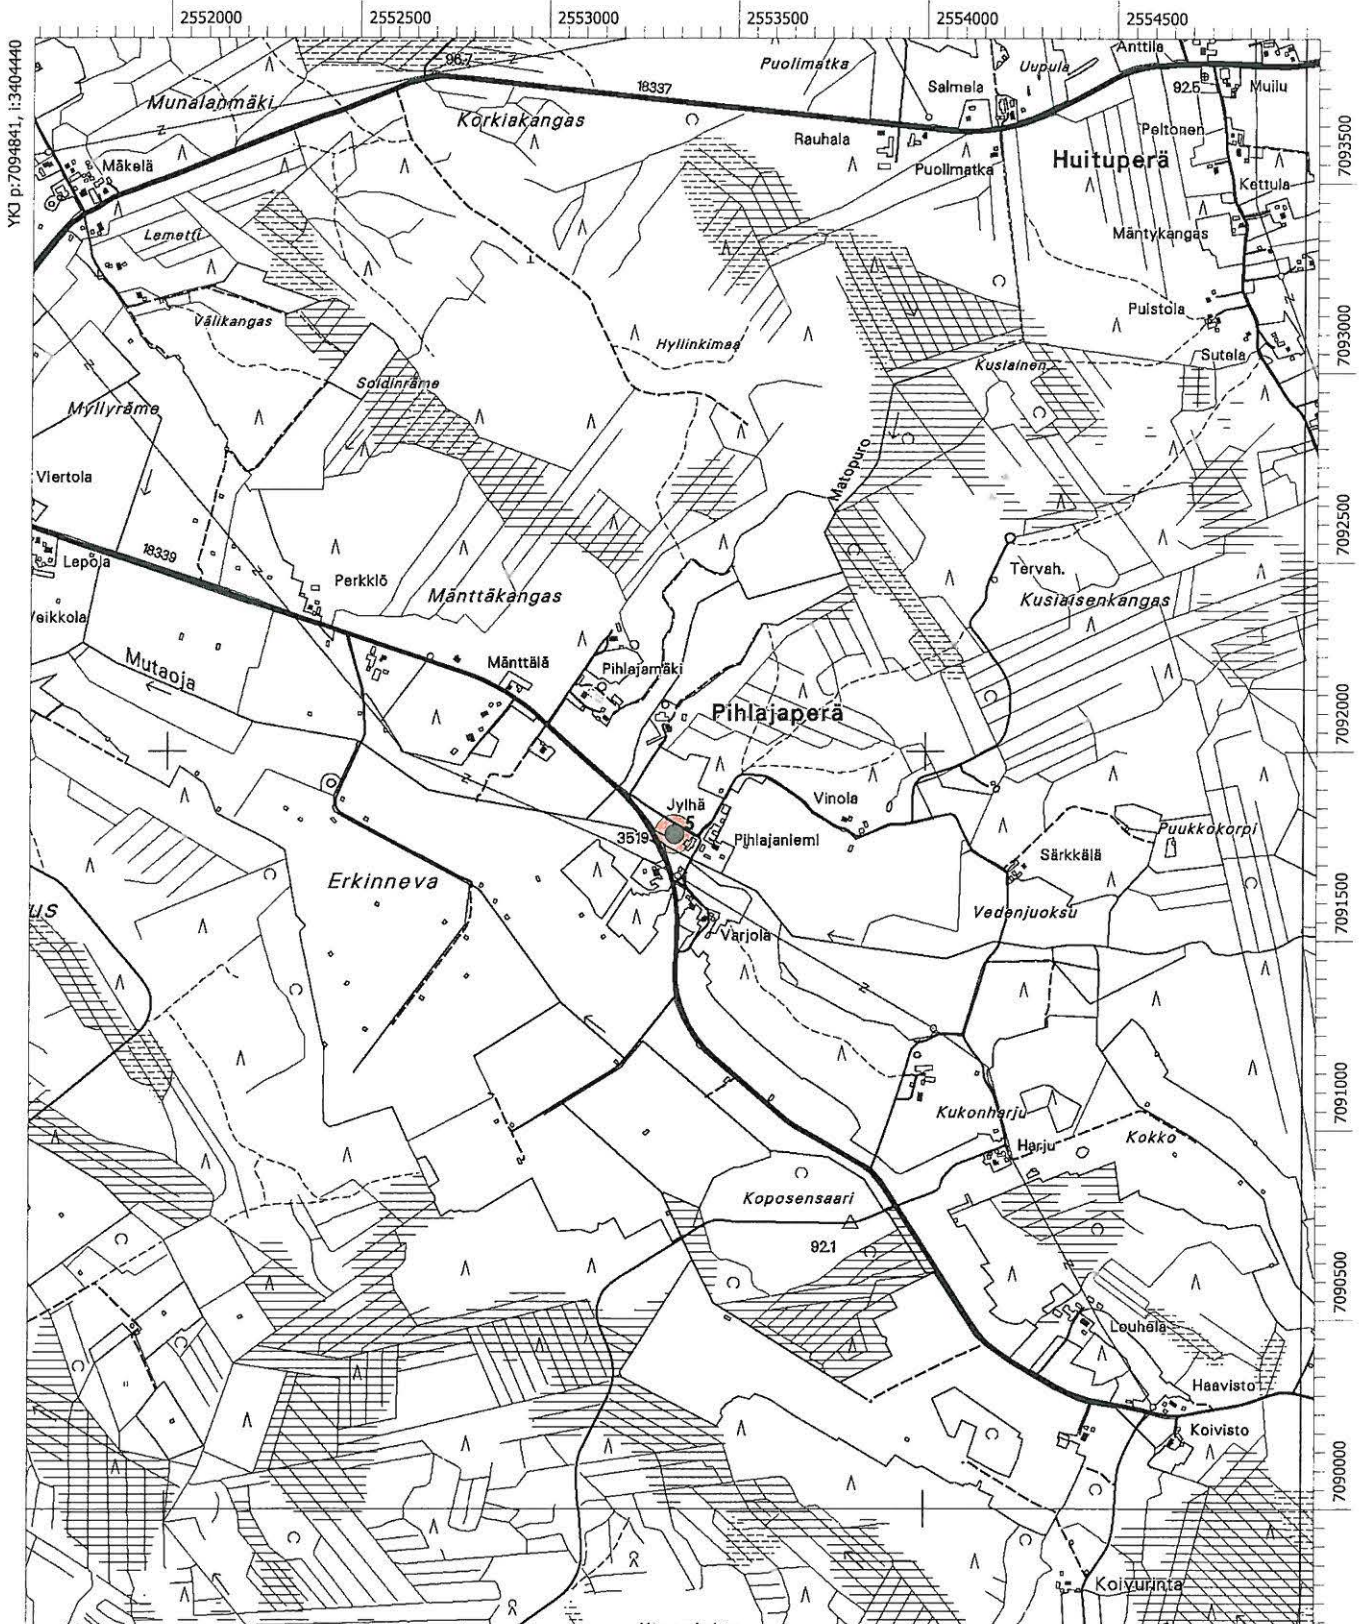 2552000 2552500 2553000 2553500 2554000 2554500
YKJ p:7094841, I:3404440
Anttila
96.7
Puolimatka
Uupula
Munalanmäki
18337
Salmela
92.5
Muilu
Korkiakangas
Rauhala
Peltonen
7093500
Mäkelä
Puolimatka
Huituperä
Kettula
Lemetti
Mäntykangas
Välikangas
Puistola
7093000
Hyllinkimaa
Kusiainen
Sutela
Soidinräme
Myllyräme
Matopuro
Viertola
7092500
18339
Lepola
Perkkiö
Tervah.
Mänttäkangas
Kusiaisenkangas
Veikkola
Mutaoja
Mänttälä
Pihlajamäki
Pihlajaperä
7092000
Jylhä
Vinola
5
3519
Pihlajaniemi
Puukkokorpi
Särkkälä
Erkinneva
Vedenjuoksu
7091500
US
Varjola
7091000
Kukonharju
Kokko
Harju
Koposensaari
92.1
7090500
Louhela
Haavisto
Koivisto
7090000
Koivurinta